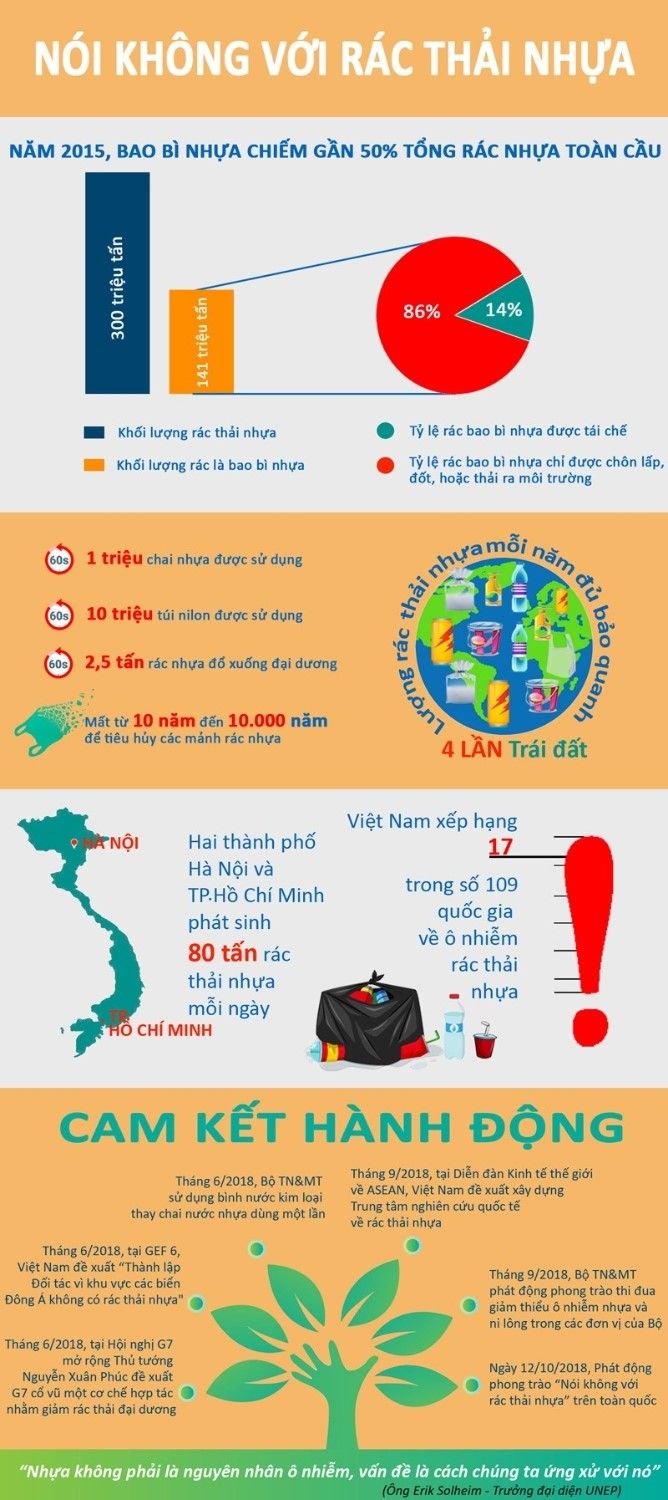 NÓI KHÔNG VỚI RÁC THẢI NHỰA
NĂM 2015, BAO BÌ NHỰA CHIẾM GẦN 50% TỔNG RÁC NHỰA TOÀN CẦU
300 triệu tấn
141 triệu tấn
86%
14%
Khối lượng rác thải nhựa
Khối lượng rác là bao bì nhựa
Tỷ lệ rác bao bì nhựa được tái chế
Tỷ lệ rác bao bì nhựa chỉ được chôn lấp,
đốt, hoặc thải ra môi trường
60s 1 triệu chai nhựa được sử dụng
60s 10 triệu túi nilon được sử dụng
60s 2,5 tấn rác nhựa đổ xuống đại dương
Mất từ 10 năm đến 10.000 năm
để tiêu hủy các mảnh rác nhựa
Lượng rác thải nhựa mỗi năm đủ bảo quanh
4 LẦN Trái đất
HÀ NỘI
TP.
HỒ CHÍ MINH
Hai thành phố
Hà Nội và
TP.Hồ Chí Minh
phát sinh
80 tấn rác
thải nhựa
mỗi ngày
Việt Nam xếp hạng
17
trong số 109
quốc gia
về ô nhiễm
rác thải
nhựa
CAM KẾT HÀNH ĐỘNG
Tháng 6/2018, Bộ TN&MT
sử dụng bình nước kim loại
thay chai nước nhựa dùng một lần
Tháng 9/2018, tại Diễn đàn Kinh tế thế giới
về ASEAN, Việt Nam đề xuất xây dựng
Trung tâm nghiên cứu quốc tế
về rác thải nhựa
Tháng 6/2018, tại GEF 6,
Việt Nam đề xuất “Thành lập
Đối tác vì khu vực các biển
Đông Á không có rác thải nhựa"
Tháng 9/2018, Bộ TN&MT
phát động phong trào thi đua
giảm thiểu ô nhiễm nhựa và
ni lông trong các đơn vị của Bộ
Tháng 6/2018, tại Hội nghị G7
mở rộng Thủ tướng
Nguyễn Xuân Phúc đề xuất
G7 cổ vũ một cơ chế hợp tác
nhằm giảm rác thải đại dương
Ngày 12/10/2018, Phát động
phong trào “Nói không với
rác thải nhựa” trên toàn quốc
“Nhựa không phải là nguyên nhân ô nhiễm, vấn đề là cách chúng ta ứng xử với nó”
(Ông Erik Solheim - Trưởng đại diện UNEP)